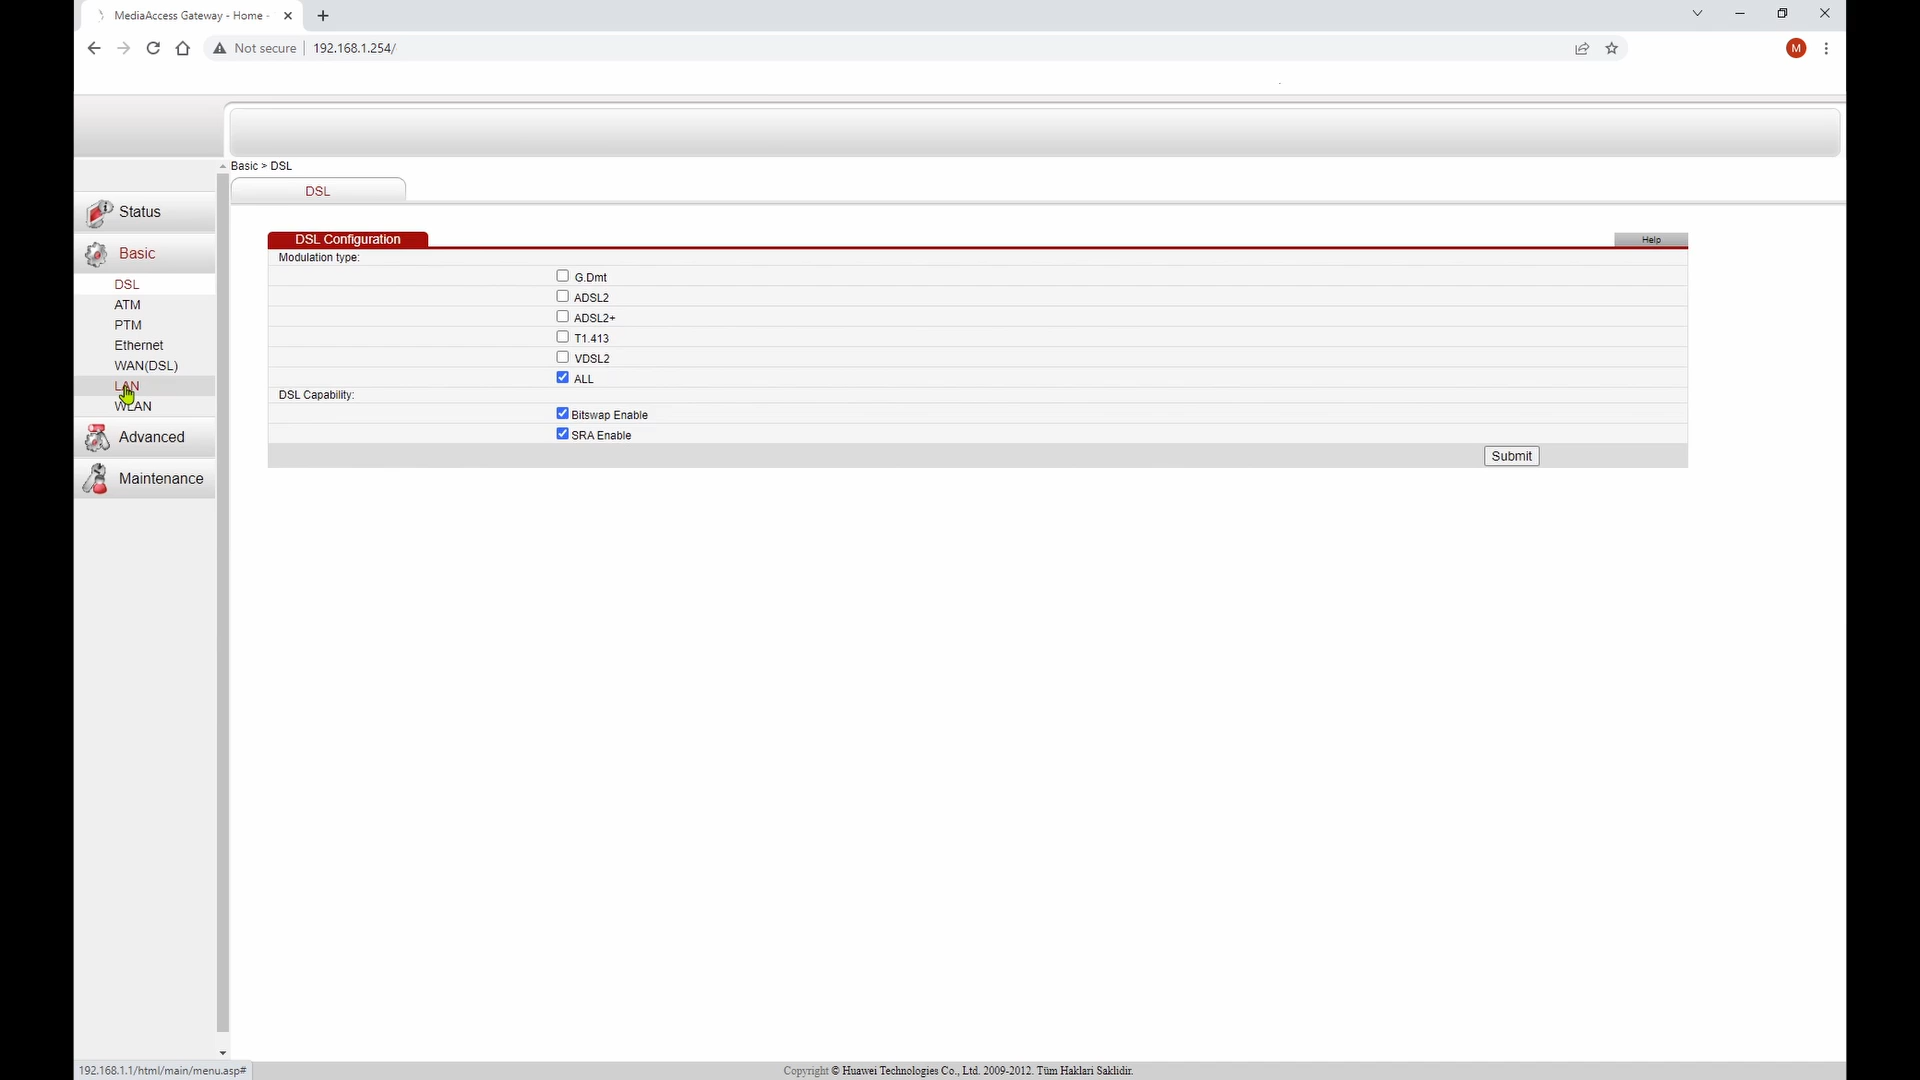 MediaAccess Gateway - Home -
Not secure
192.168.1.254/
M
Basic > DSL
DSL
Status
Basic
DSL
ATM
PTM
Ethernet
WAN(DSL)
LAN
WLAN
Advanced
Maintenance
DSL Configuration
Help
Modulation type:
G.Dmt
ADSL2
ADSL2+
T1.413
VDSL2
ALL
DSL Capability:
Bitswap Enable
SRA Enable
Submit
192.168.1.1/html/main/menu.asp#
Copyright © Huawei Technologies Co., Ltd. 2009-2012. Tüm Haklari Saklidir.